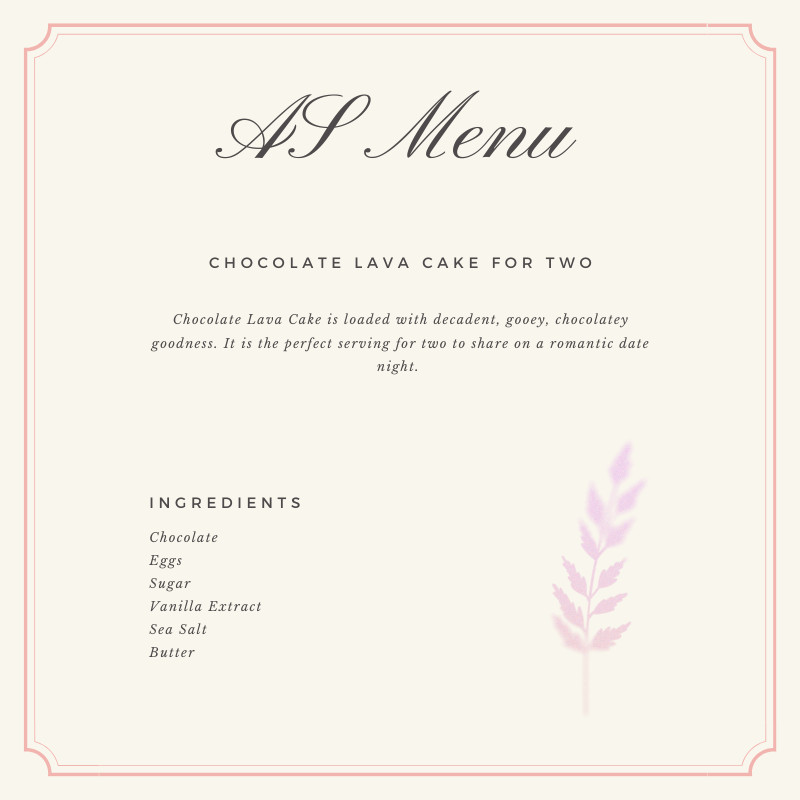 AS Menu
CHOCOLATE LAVA CAKE FOR TWO
Chocolate Lava Cake is loaded with decadent, gooey, chocolatey
goodness. It is the perfect serving for two to share on a romantic date
night.
INGREDIENTS
Chocolate
Eggs
Sugar
Vanilla Extract
Sea Salt
Butter